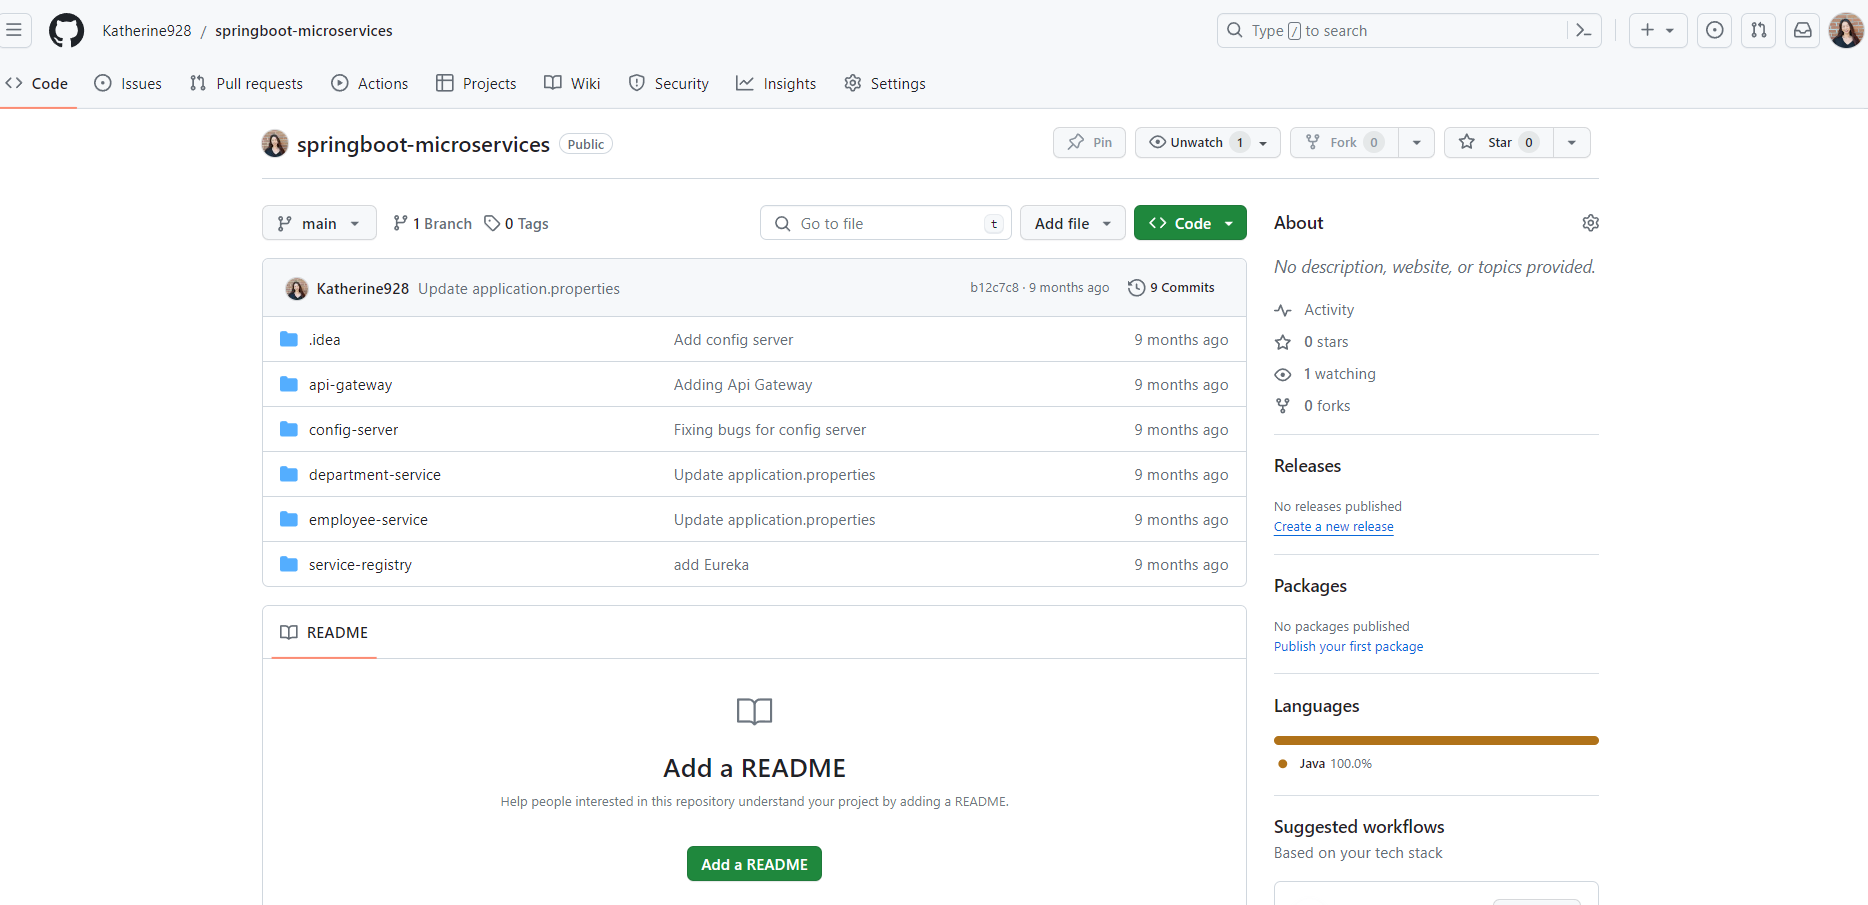 Katherine928 / springboot-microservices
Type / to search
Code Issues Pull requests Actions Projects Wiki Security Insights Settings
springboot-microservices Public
Pin Unwatch 1 Fork 0 Star 0
main 1 Branch 0 Tags Go to file t Add file Code
Katherine928 Update application.properties b12c7c8 · 9 months ago 9 Commits
.idea Add config server 9 months ago
api-gateway Adding Api Gateway 9 months ago
config-server Fixing bugs for config server 9 months ago
department-service Update application.properties 9 months ago
employee-service Update application.properties 9 months ago
service-registry add Eureka 9 months ago
README
Add a README
Help people interested in this repository understand your project by adding a README.
Add a README
About
No description, website, or topics provided.
Activity
0 stars
1 watching
0 forks
Releases
No releases published
Create a new release
Packages
No packages published
Publish your first package
Languages
Java 100.0%
Suggested workflows
Based on your tech stack